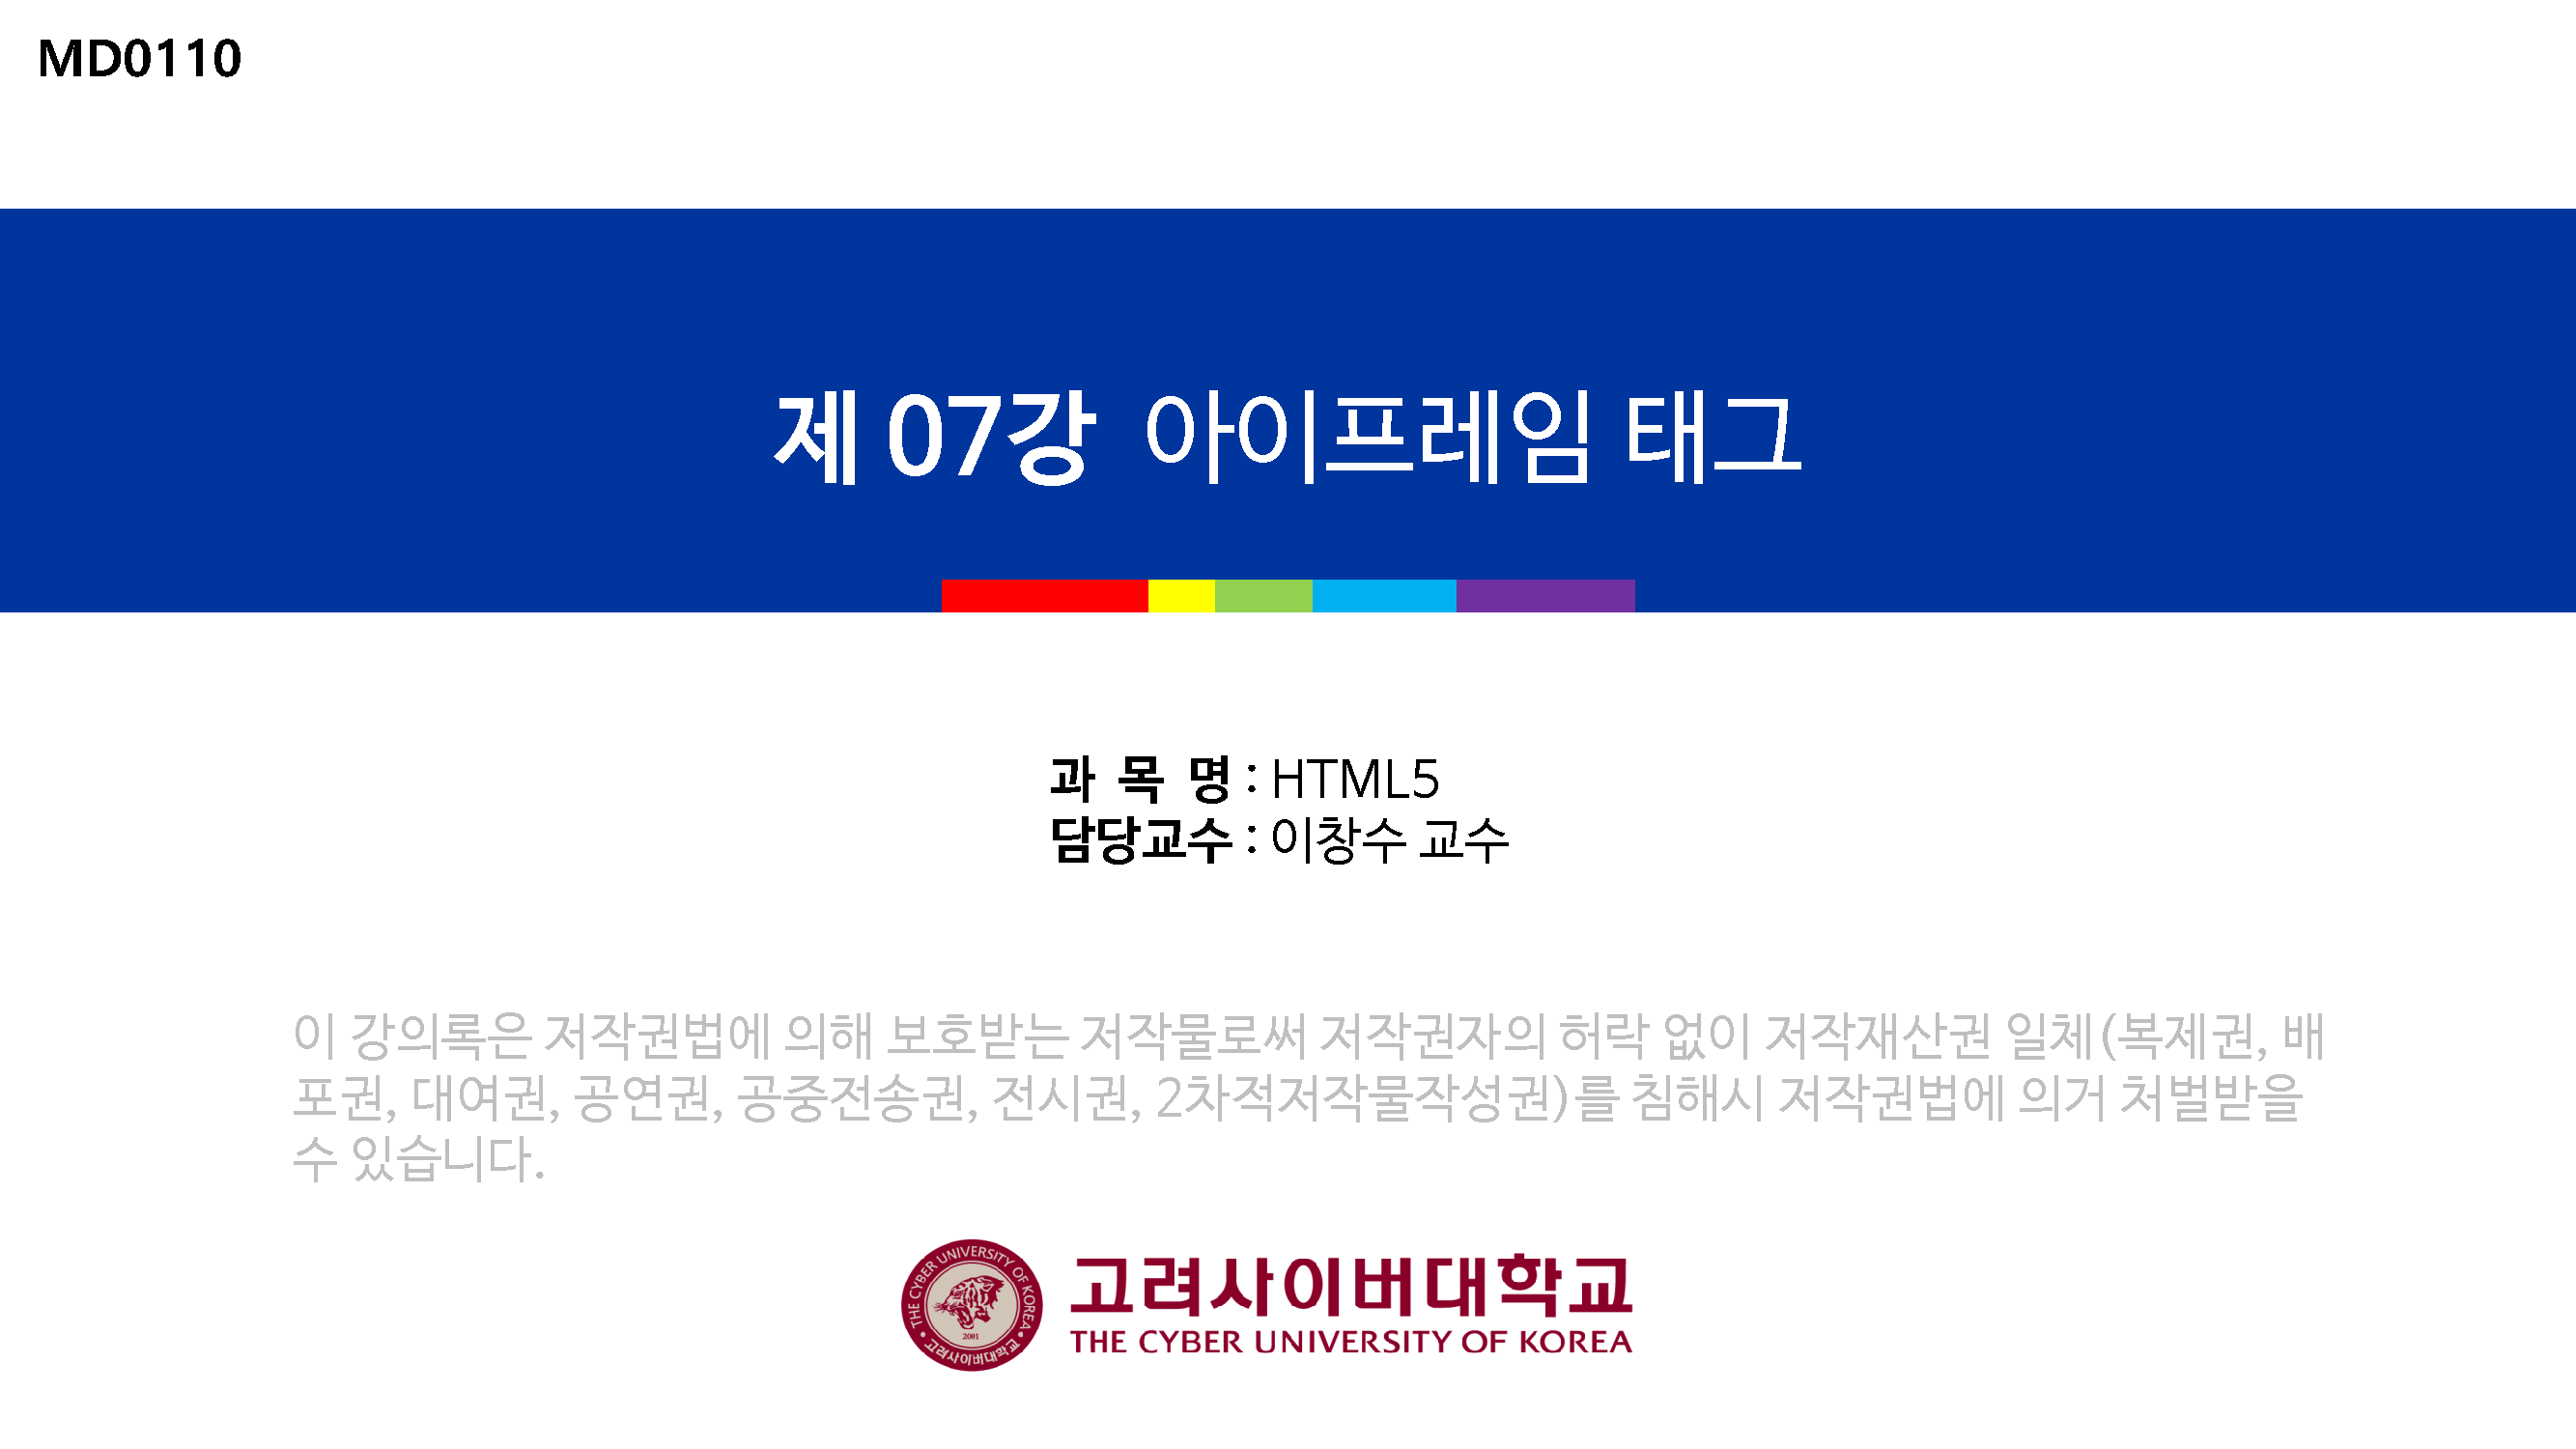 MD0110
제 07강 아이프레임 태그
과 목 명 : HTML5
담당교수 : 이창수 교수
이 강의록은 저작권법에 의해 보호받는 저작물로써 저작권자의 허락 없이 저작재산권 일체(복제권, 배
포권, 대여권, 공연권, 공중전송권, 전시권, 2차적저작물작성권)를 침해시 저작권법에 의거 처벌받을
수 있습니다.
THE CYBER UNIVERSITY OF KOREA
2001
고려사이버대학교
고려사이버대학교
THE CYBER UNIVERSITY OF KOREA